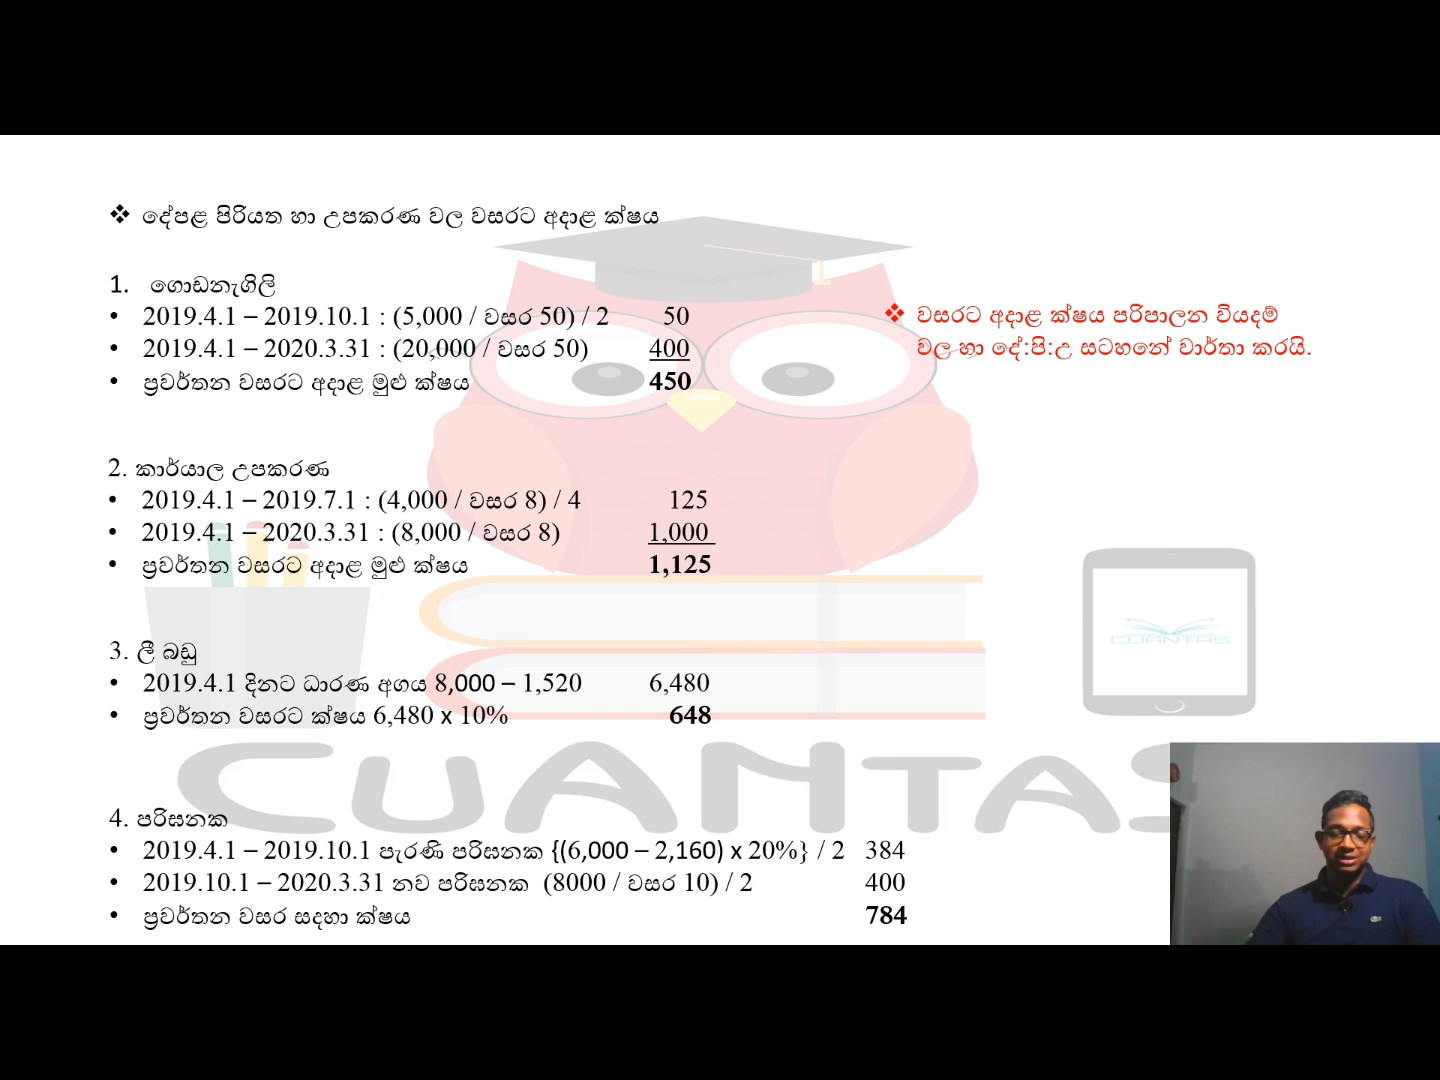 ❖ දේපළ පිරියත හා උපකරණ වල වසරට අදාළ ක්ෂය
1. ගොඩනැගිලි
• 2019.4.1 – 2019.10.1 : (5,000 / වසර 50) / 2 50
• 2019.4.1 – 2020.3.31 : (20,000 / වසර 50) 400
• ප්‍රවර්තන වසරට අදාළ මුළු ක්ෂය 450
❖ වසරට අදාළ ක්ෂය පරිපාලන වියදම්
වල හා දේ:පි:උ සටහනේ වාර්තා කරයි.
2. කාර්යාල උපකරණ
• 2019.4.1 – 2019.7.1 : (4,000 / වසර 8) / 4 125
• 2019.4.1 – 2020.3.31 : (8,000 / වසර 8) 1,000
• ප්‍රවර්තන වසරට අදාළ මුළු ක්ෂය 1,125
3. ලී බඩු
• 2019.4.1 දිනට ධාරණ අගය 8,000 – 1,520 6,480
• ප්‍රවර්තන වසරට ක්ෂය 6,480 x 10% 648
4. පරිඝනක
• 2019.4.1 – 2019.10.1 පැරණි පරිඝනක {(6,000 – 2,160) x 20%} / 2 384
• 2019.10.1 – 2020.3.31 නව පරිඝනක (8000 / වසර 10) / 2 400
• ප්‍රවර්තන වසර සදහා ක්ෂය 784
CUANTAS
CUANTAS